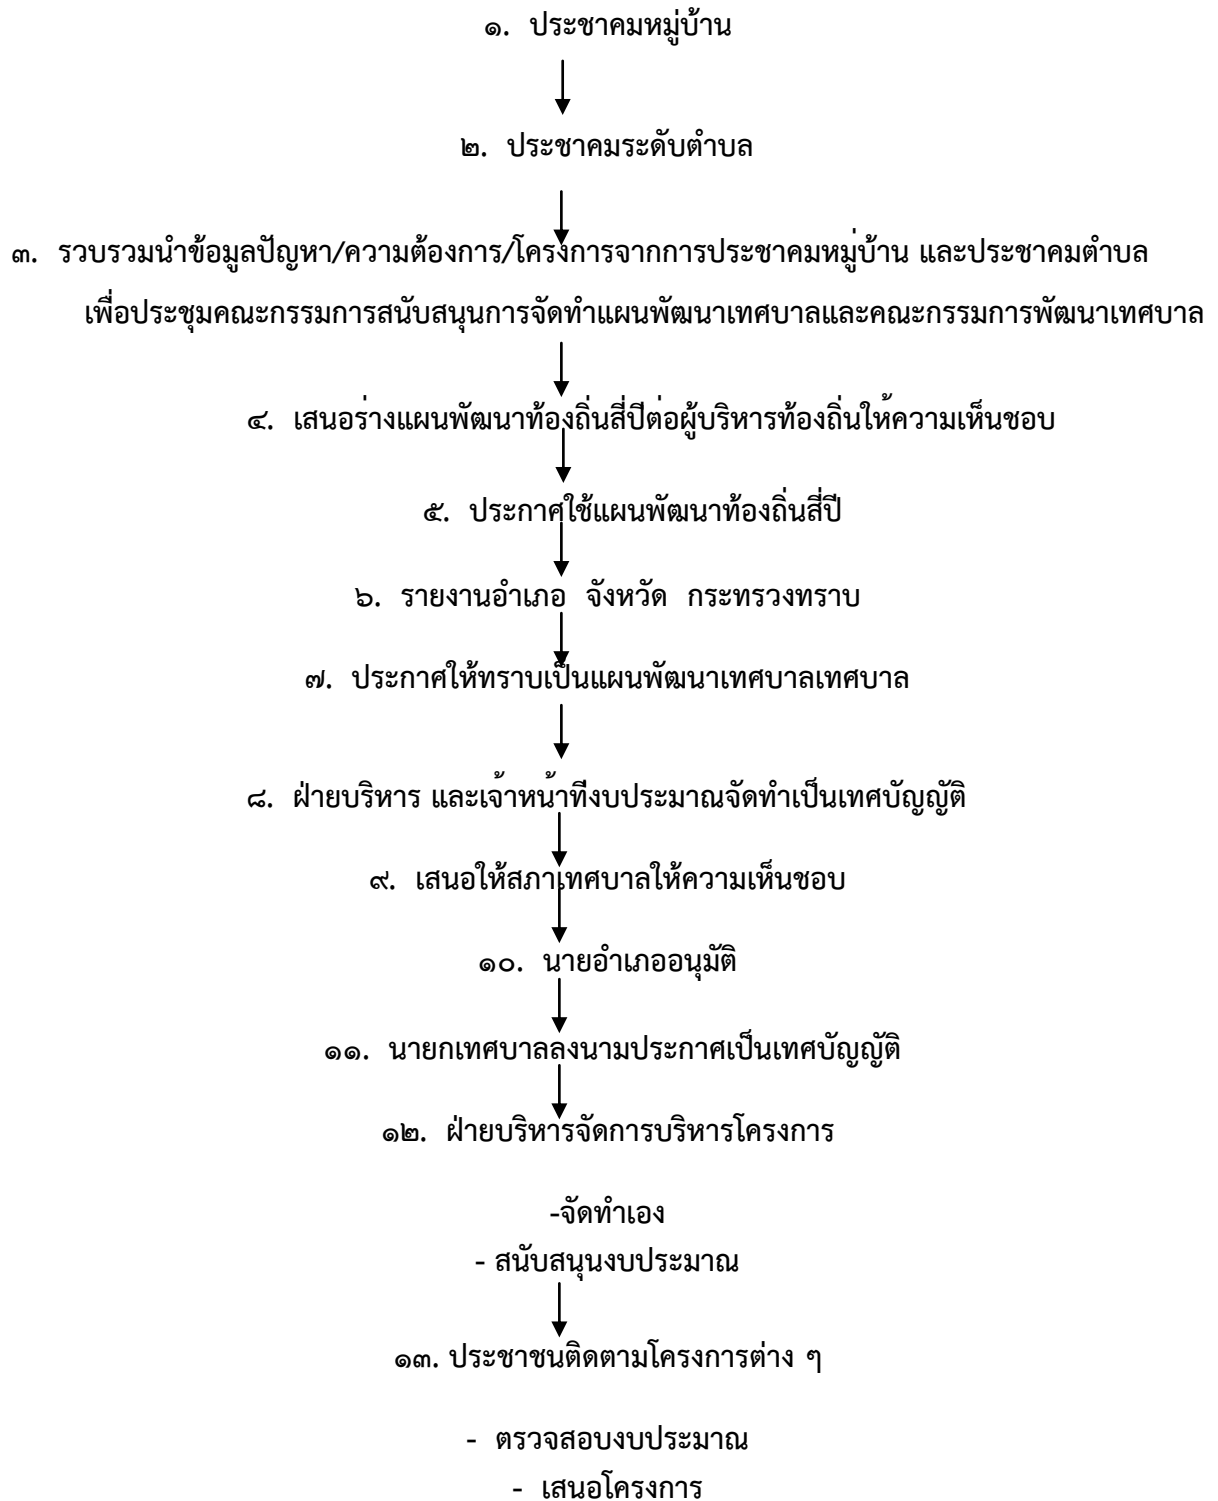 ๑. ประชาคมหมู่บ้าน
๒. ประชาคมระดับตำบล
๓. รวบรวมนำข้อมูลปัญหา/ความต้องการ/โครงการจากการประชาคมหมู่บ้าน และประชาคมตำบล
เพื่อประชุมคณะกรรมการสนับสนุนการจัดทำแผนพัฒนาเทศบาลและคณะกรรมการพัฒนาเทศบาล
๔. เสนอร่างแผนพัฒนาท้องถิ่นสี่ปีต่อผู้บริหารท้องถิ่นให้ความเห็นชอบ
๕. ประกาศใช้แผนพัฒนาท้องถิ่นสี่ปี
๖. รายงานอำเภอ จังหวัด กระทรวงทราบ
๗. ประกาศให้ทราบเป็นแผนพัฒนาเทศบาลเทศบาล
๘. ฝ่ายบริหาร และเจ้าหน้าที่งบประมาณจัดทำเป็นเทศบัญญัติ
๙. เสนอให้สภาเทศบาลให้ความเห็นชอบ
๑๐. นายอำเภออนุมัติ
๑๑. นายกเทศบาลลงนามประกาศเป็นเทศบัญญัติ
๑๒. ฝ่ายบริหารจัดการบริหารโครงการ
-จัดทำเอง
- สนับสนุนงบประมาณ
๑๓. ประชาชนติดตามโครงการต่าง ๆ
- ตรวจสอบงบประมาณ
- เสนอโครงการ